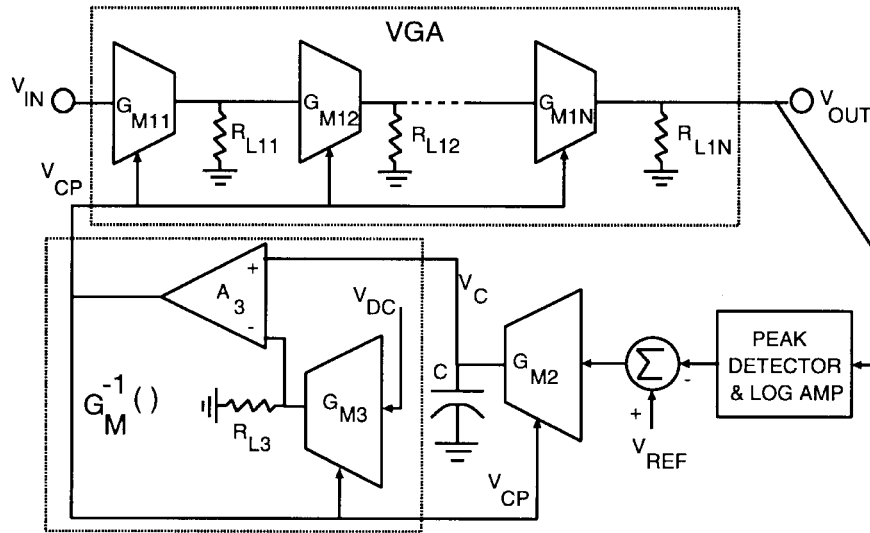 VGA
V_IN
G_M11
R_L11
G_M12
R_L12
G_M1N
R_L1N
V_OUT
V_CP
A_3
+
-
V_DC
V_C
G_M^-1()
R_L3
G_M3
C
G_M2
Σ
-
+
V_REF
V_CP
PEAK
DETECTOR
& LOG AMP